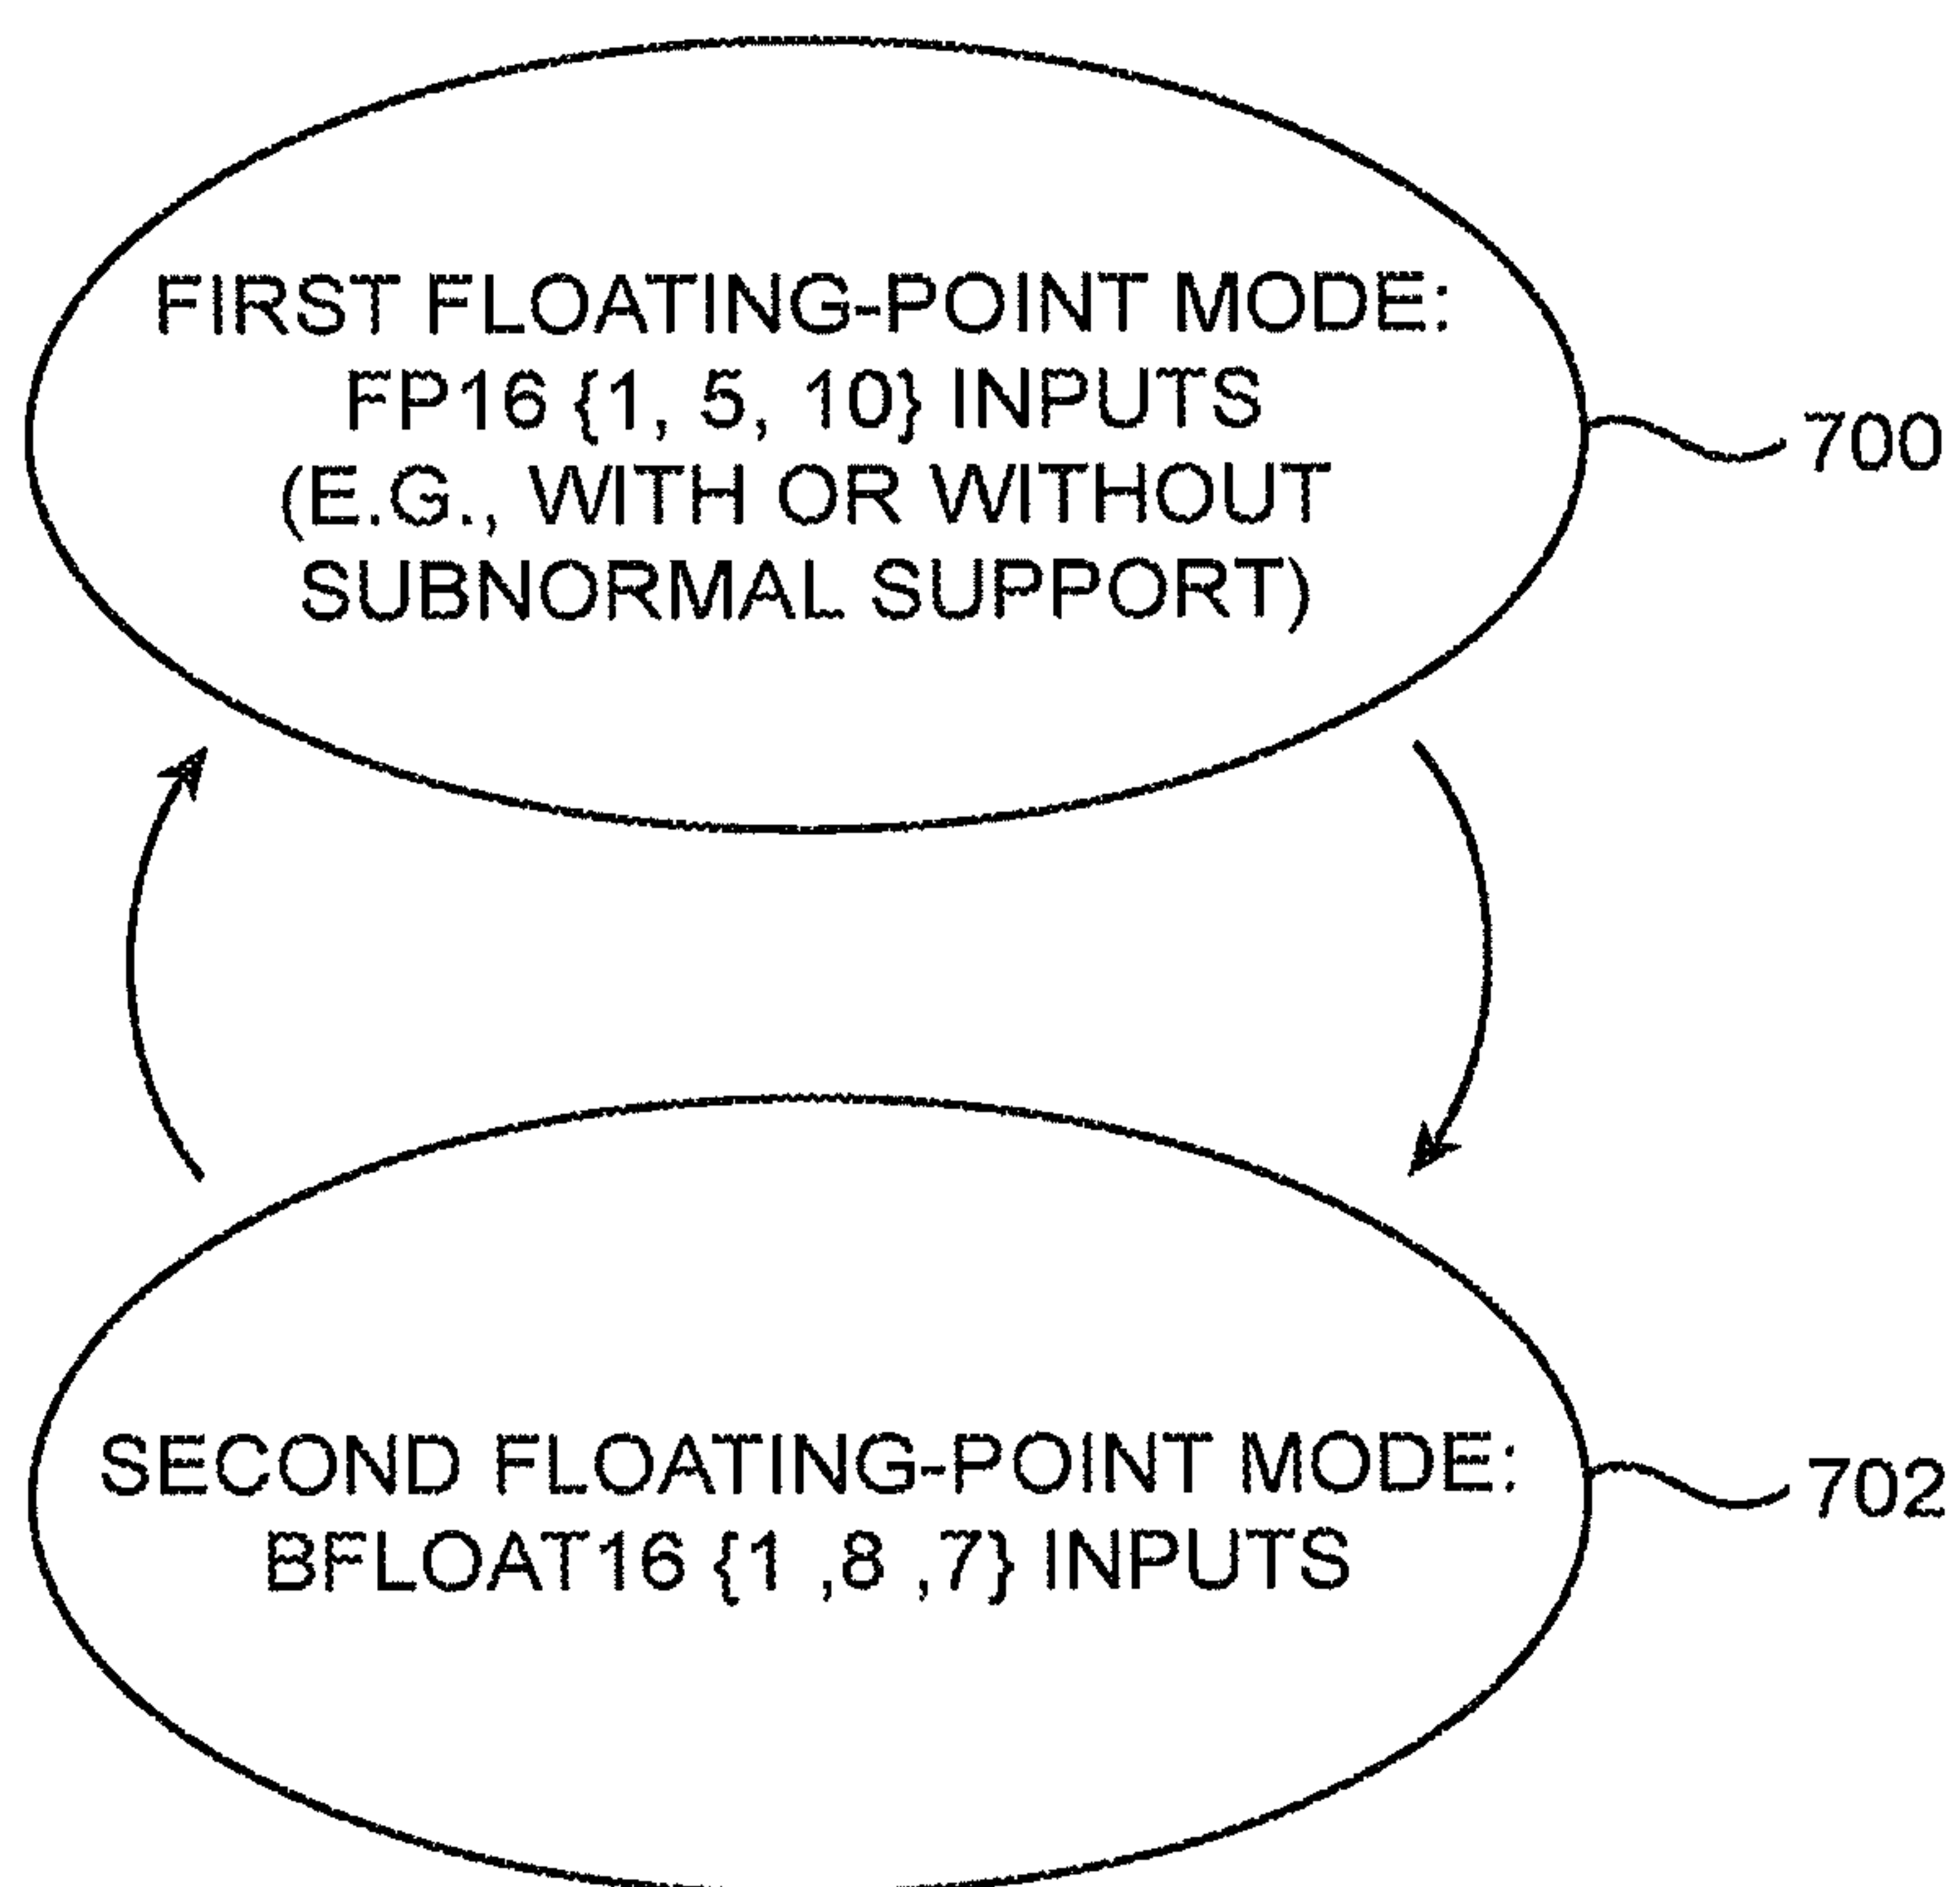 FIRST FLOATING-POINT MODE:
FP16 {1, 5, 10} INPUTS
(E.G., WITH OR WITHOUT
SUBNORMAL SUPPORT)
700
SECOND FLOATING-POINT MODE:
BFLOAT16 {1 ,8 ,7} INPUTS
702